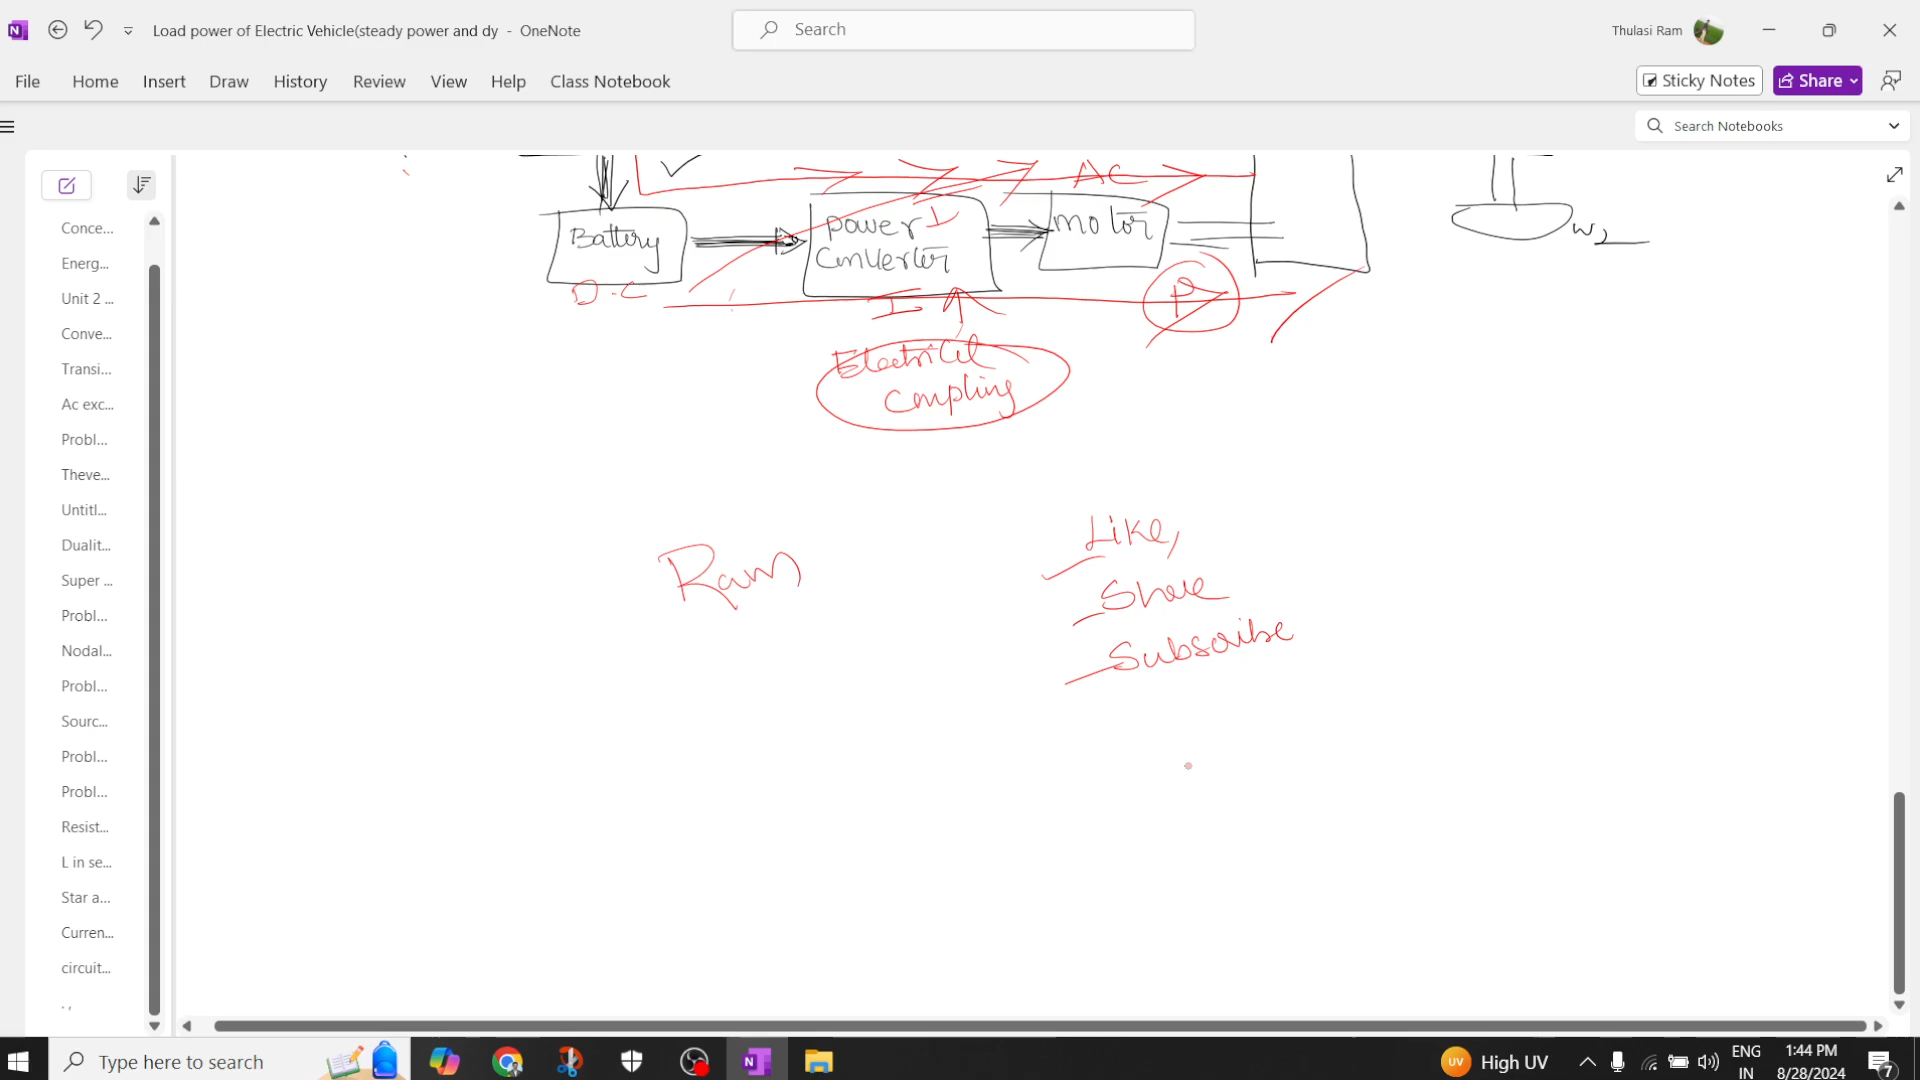 Load power of Electric Vehicle(steady power and dy - OneNote
Search
Thulasi Ram
File Home Insert Draw History Review View Help Class Notebook
Sticky Notes
Share
Search Notebooks
Conce...
Energ...
Unit 2 ...
Conve...
Transi...
Ac exc...
Probl...
Theve...
Untitl...
Dualit...
Super ...
Probl...
Nodal...
Probl...
Sourc...
Probl...
Probl...
Resist...
L in se...
Star a...
Curren...
circuit...
AC
Battery
D.C
Power
Converter
I
I
motor
P
w2
Electrical
Coupling
Ram
Like,
Share
Subscribe
Type here to search
UV
High UV
ENG
IN
1:44 PM
8/28/2024
7